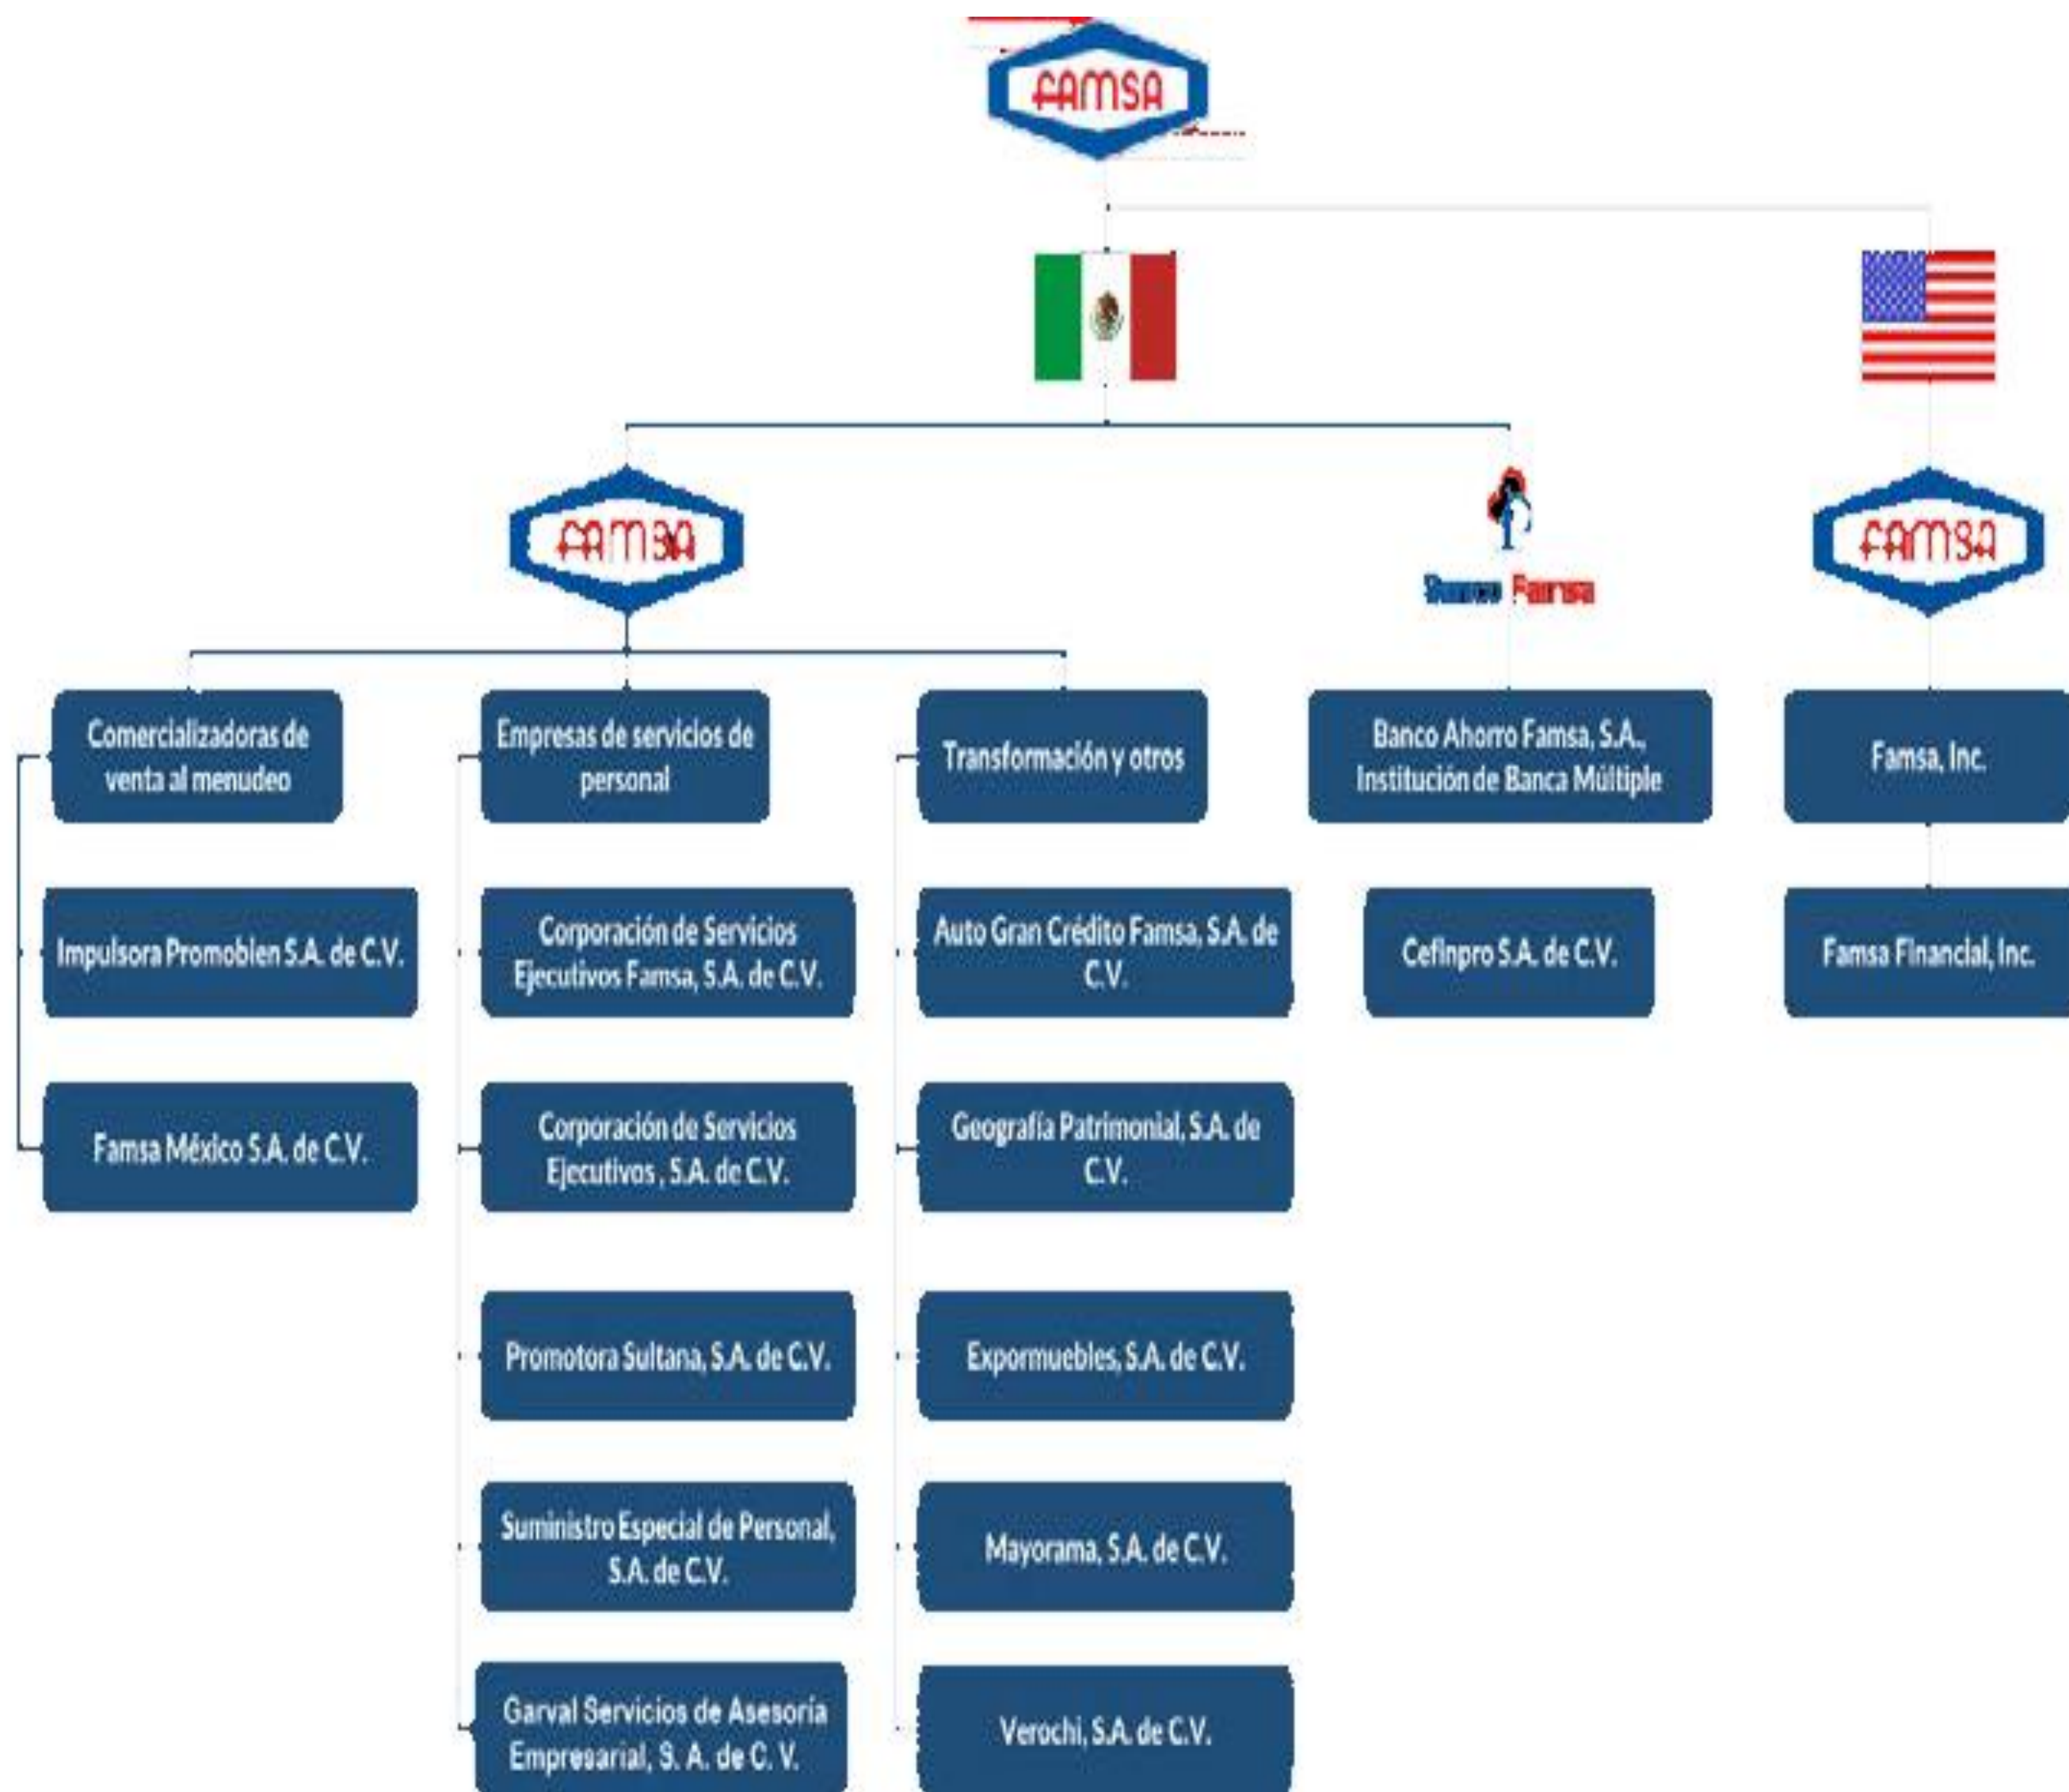 FAMSA
FAMSA
Banco Famsa
FAMSA
Comercializadoras de
venta al menudeo
Empresas de servicios de
personal
Transformación y otros
Banco Ahorro Famsa, S.A.,
Institución de Banca Múltiple
Famsa, Inc.
Impulsora Promobien S.A. de C.V.
Corporación de Servicios
Ejecutivos Famsa, S.A. de C.V.
Auto Gran Crédito Famsa, S.A. de
C.V.
Cefinpro S.A. de C.V.
Famsa Financial, Inc.
Famsa México S.A. de C.V.
Corporación de Servicios
Ejecutivos , S.A. de C.V.
Geografía Patrimonial, S.A. de
C.V.
Promotora Sultana, S.A. de C.V.
Expormuebles, S.A. de C.V.
Suministro Especial de Personal,
S.A. de C.V.
Mayorama, S.A. de C.V.
Garval Servicios de Asesoría
Empresarial, S. A. de C. V.
Verochi, S.A. de C.V.